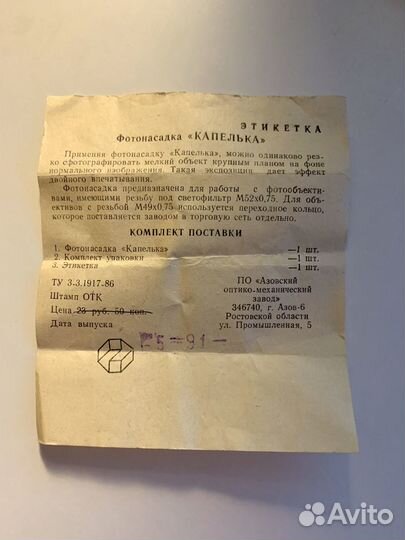 ЭТИКЕТКА
Фотонасадка «КАПЕЛЬКА»
Применяя фотонасадку «Капелька», можно одинаково рез-
ко сфотографировать мелкий объект крупным планом на фоне
нормального изображения. Такая экспозиция дает эффект
двойного впечатывания.
Фотонасадка предназначена для работы с фотообъекти-
вами, имеющими резьбу под светофильтр М52х0,75. Для объ-
ективов с резьбой М49х0,75 используется переходное кольцо,
которое поставляется заводом в торговую сеть отдельно.
КОМПЛЕКТ ПОСТАВКИ
1. Фотонасадка «Капелька» —1 шт.
2. Комплект упаковки —1 шт.
3. Этикетка —1 шт.
ТУ 3-3.1917-86
Штамп ОТК
Цена 23 руб. 50 коп.
Дата выпуска
ПО «Азовский
оптико-механический
завод»
346740, г. Азов-6
Ростовской области
ул. Промышленная, 5
5-91-
Avito